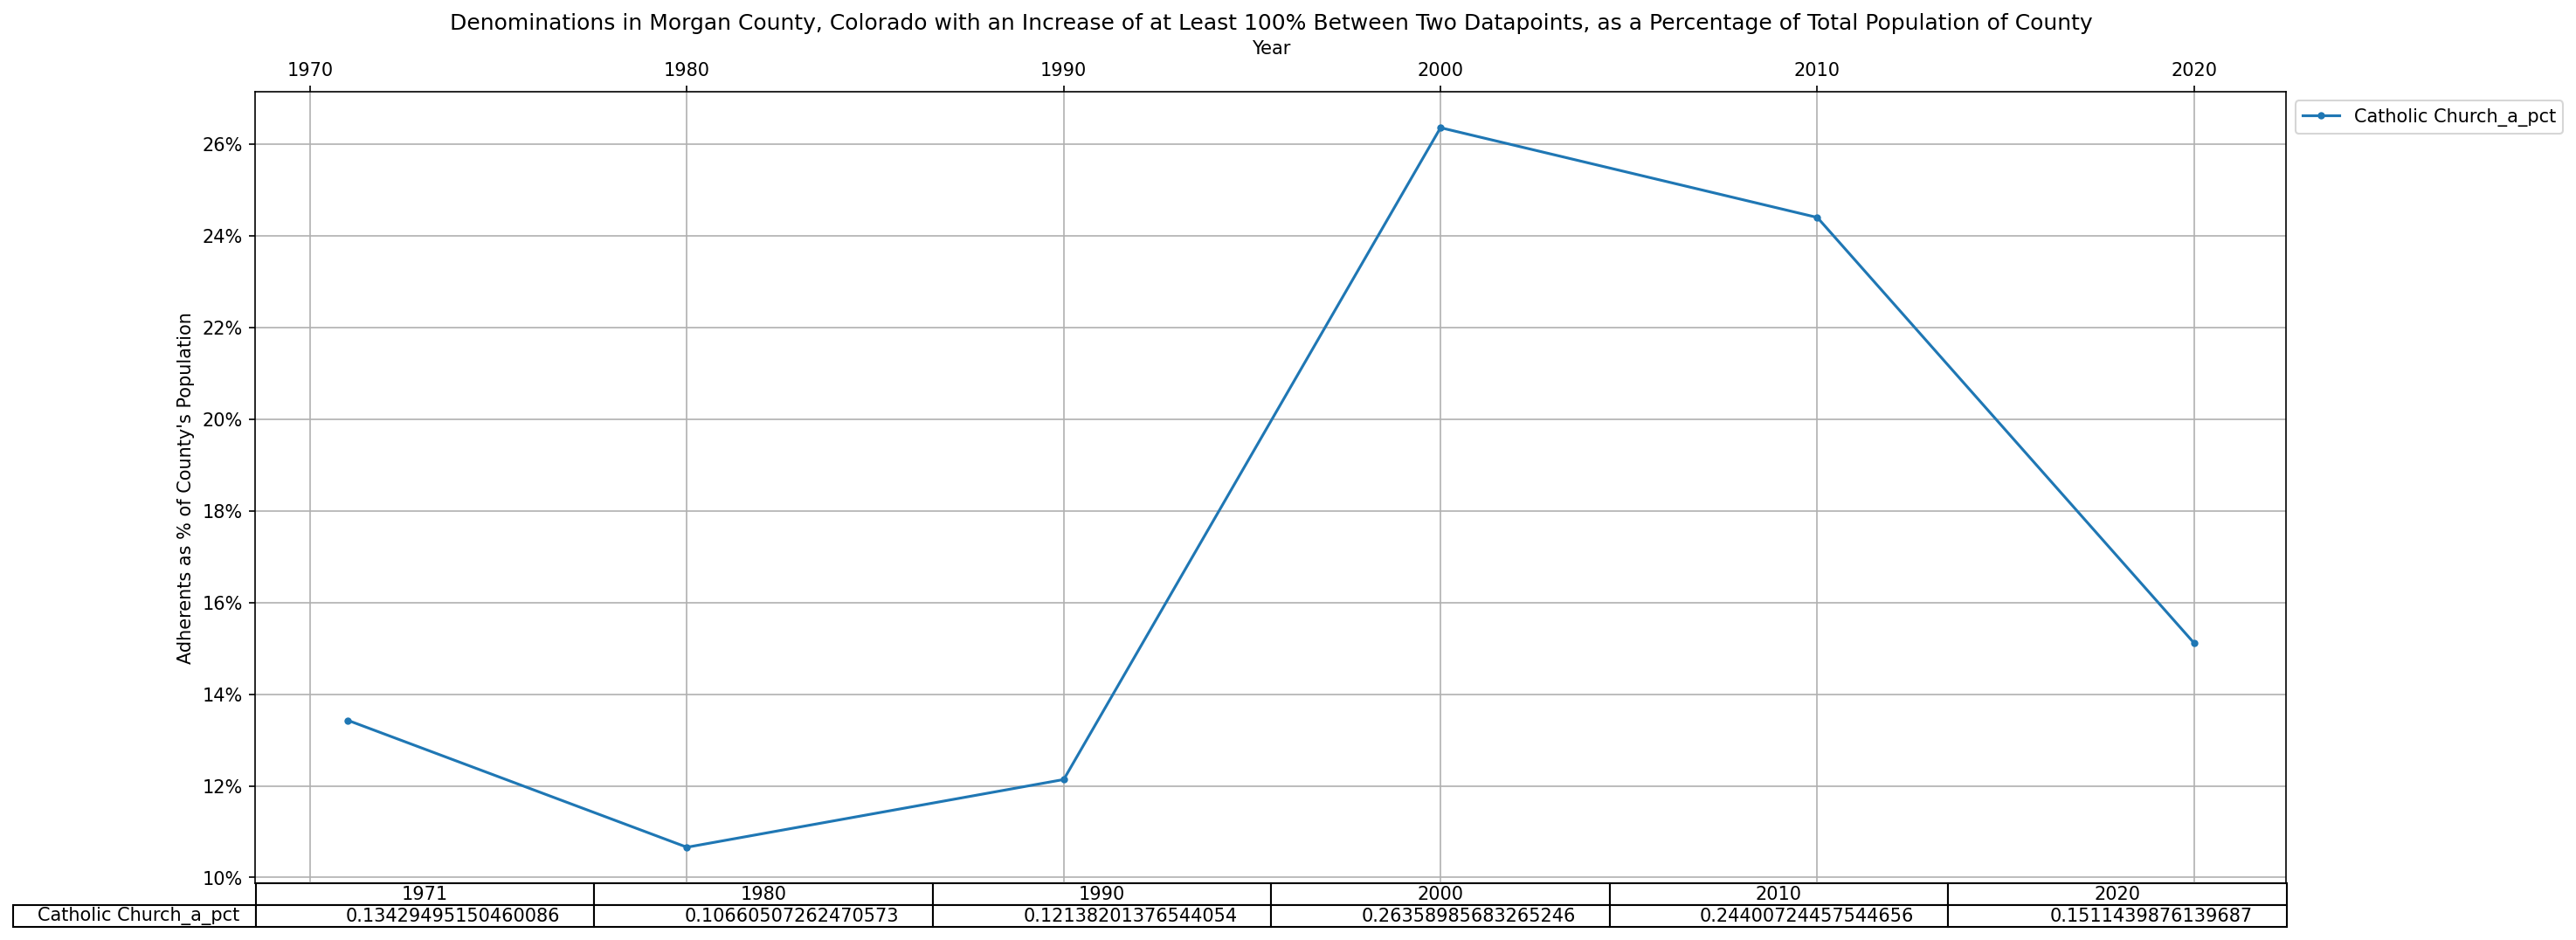 Denominations in Morgan County, Colorado with an Increase of at Least 100% Between Two Datapoints, as a Percentage of Total Population of County
Year
1970 1980 1990 2000 2010 2020
Catholic Church_a_pct
Adherents as % of County's Population
26%
24%
22%
20%
18%
16%
14%
12%
10%
1971 1980 1990 2000 2010 2020
Catholic Church_a_pct 0.13429495150460086 0.10660507262470573 0.12138201376544054 0.26358985683265246 0.24400724457544656 0.1511439876139687